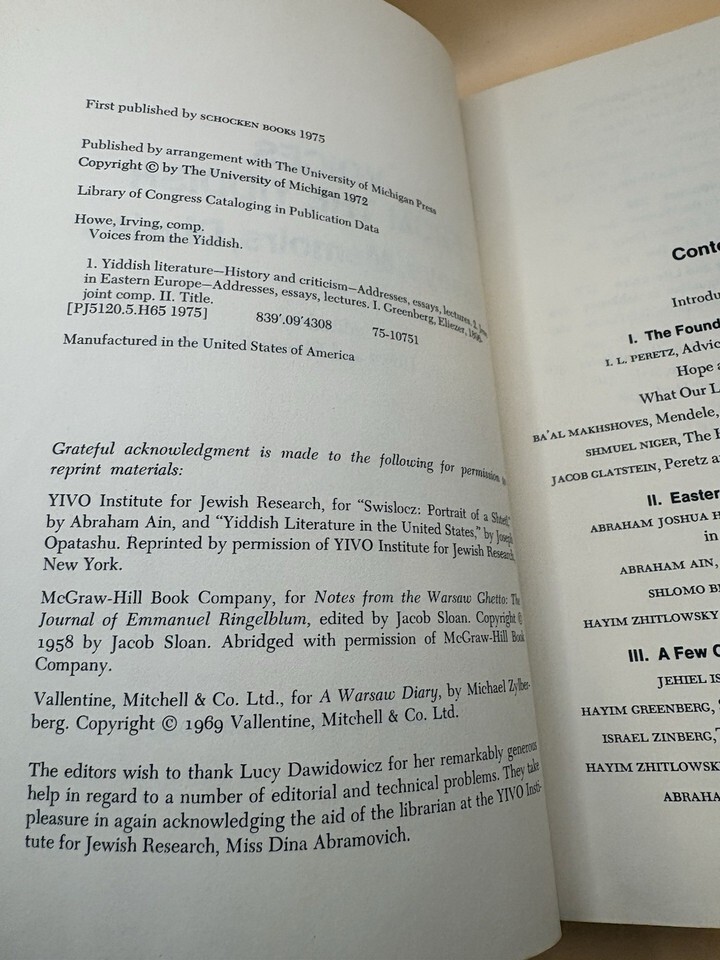 First published by SCHOCKEN BOOKS 1975
Published by arrangement with The University of Michigan Press
Copyright © by The University of Michigan 1972
Library of Congress Cataloging in Publication Data
Howe, Irving, comp.
Voices from the Yiddish.
1. Yiddish literature—History and criticism—Addresses, essays, lectures. 2. Jews
in Eastern Europe—Addresses, essays, lectures. I. Greenberg, Eliezer, 1896-
joint comp. II. Title.
[PJ5120.5.H65 1975] 839'.09'4308 75-10751
Manufactured in the United States of America
Grateful acknowledgment is made to the following for permission to
reprint materials:
YIVO Institute for Jewish Research, for “Swislocz: Portrait of a Shtetl,”
by Abraham Ain, and “Yiddish Literature in the United States,” by Joseph
Opatashu. Reprinted by permission of YIVO Institute for Jewish Research,
New York.
McGraw-Hill Book Company, for Notes from the Warsaw Ghetto: The
Journal of Emmanuel Ringelblum, edited by Jacob Sloan. Copyright ©
1958 by Jacob Sloan. Abridged with permission of McGraw-Hill Book
Company.
Vallentine, Mitchell & Co. Ltd., for A Warsaw Diary, by Michael Zylber-
berg. Copyright © 1969 Vallentine, Mitchell & Co. Ltd.
The editors wish to thank Lucy Dawidowicz for her remarkably generous
help in regard to a number of editorial and technical problems. They take
pleasure in again acknowledging the aid of the librarian at the YIVO Insti-
tute for Jewish Research, Miss Dina Abramovich.
Conte
Introdu
I. The Found
I. L. PERETZ, Advic
Hope a
What Our L
BA'AL MAKHSHOVES, Mendele,
SHMUEL NIGER, The
JACOB GLATSTEIN, Peretz a
II. Easter
ABRAHAM JOSHUA H
in
ABRAHAM AIN,
SHLOMO B
HAYIM ZHITLOWSKY
III. A Few
JEHIEL IS
HAYIM GREENBERG,
ISRAEL ZINBERG,
HAYIM ZHITLOWSKY
ABRAHA